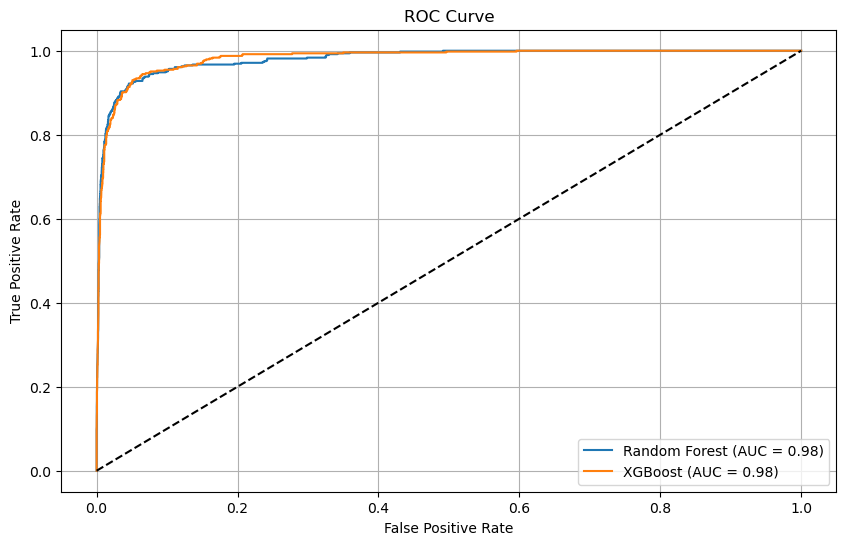 ROC Curve
True Positive Rate
1.0
0.8
0.6
0.4
0.2
0.0
Random Forest (AUC = 0.98)
XGBoost (AUC = 0.98)
0.0 0.2 0.4 0.6 0.8 1.0
False Positive Rate